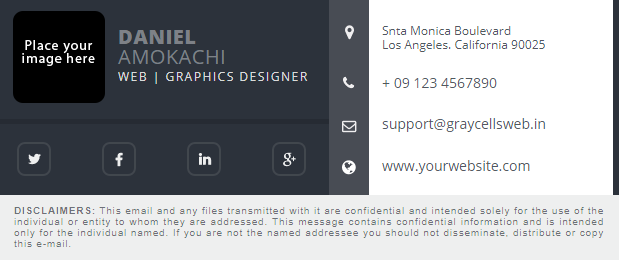 Place your
image here
DANIEL
AMOKACHI
WEB | GRAPHICS DESIGNER
Snta Monica Boulevard
Los Angeles. California 90025
+ 09 123 4567890
support@graycellsweb.in
www.yourwebsite.com
DISCLAIMERS: This email and any files transmitted with it are confidential and intended solely for the use of the
individual or entity to whom they are addressed. This message contains confidential information and is intended
only for the individual named. If you are not the named addressee you should not disseminate, distribute or copy
this e-mail.